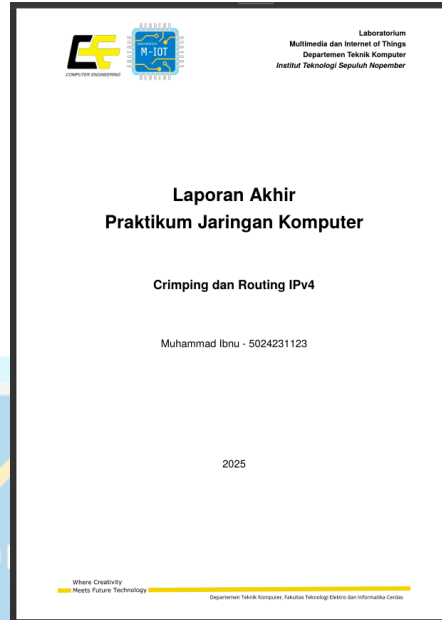 COMPUTER ENGINEERING
M-IOT
Laboratorium
Multimedia dan Internet of Things
Departemen Teknik Komputer
Institut Teknologi Sepuluh Nopember
Laporan Akhir
Praktikum Jaringan Komputer
Crimping dan Routing IPv4
Muhammad Ibnu - 5024231123
2025
Where Creativity
Meets Future Technology
Departemen Teknik Komputer, Fakultas Teknologi Elektro dan Informatika Cerdas